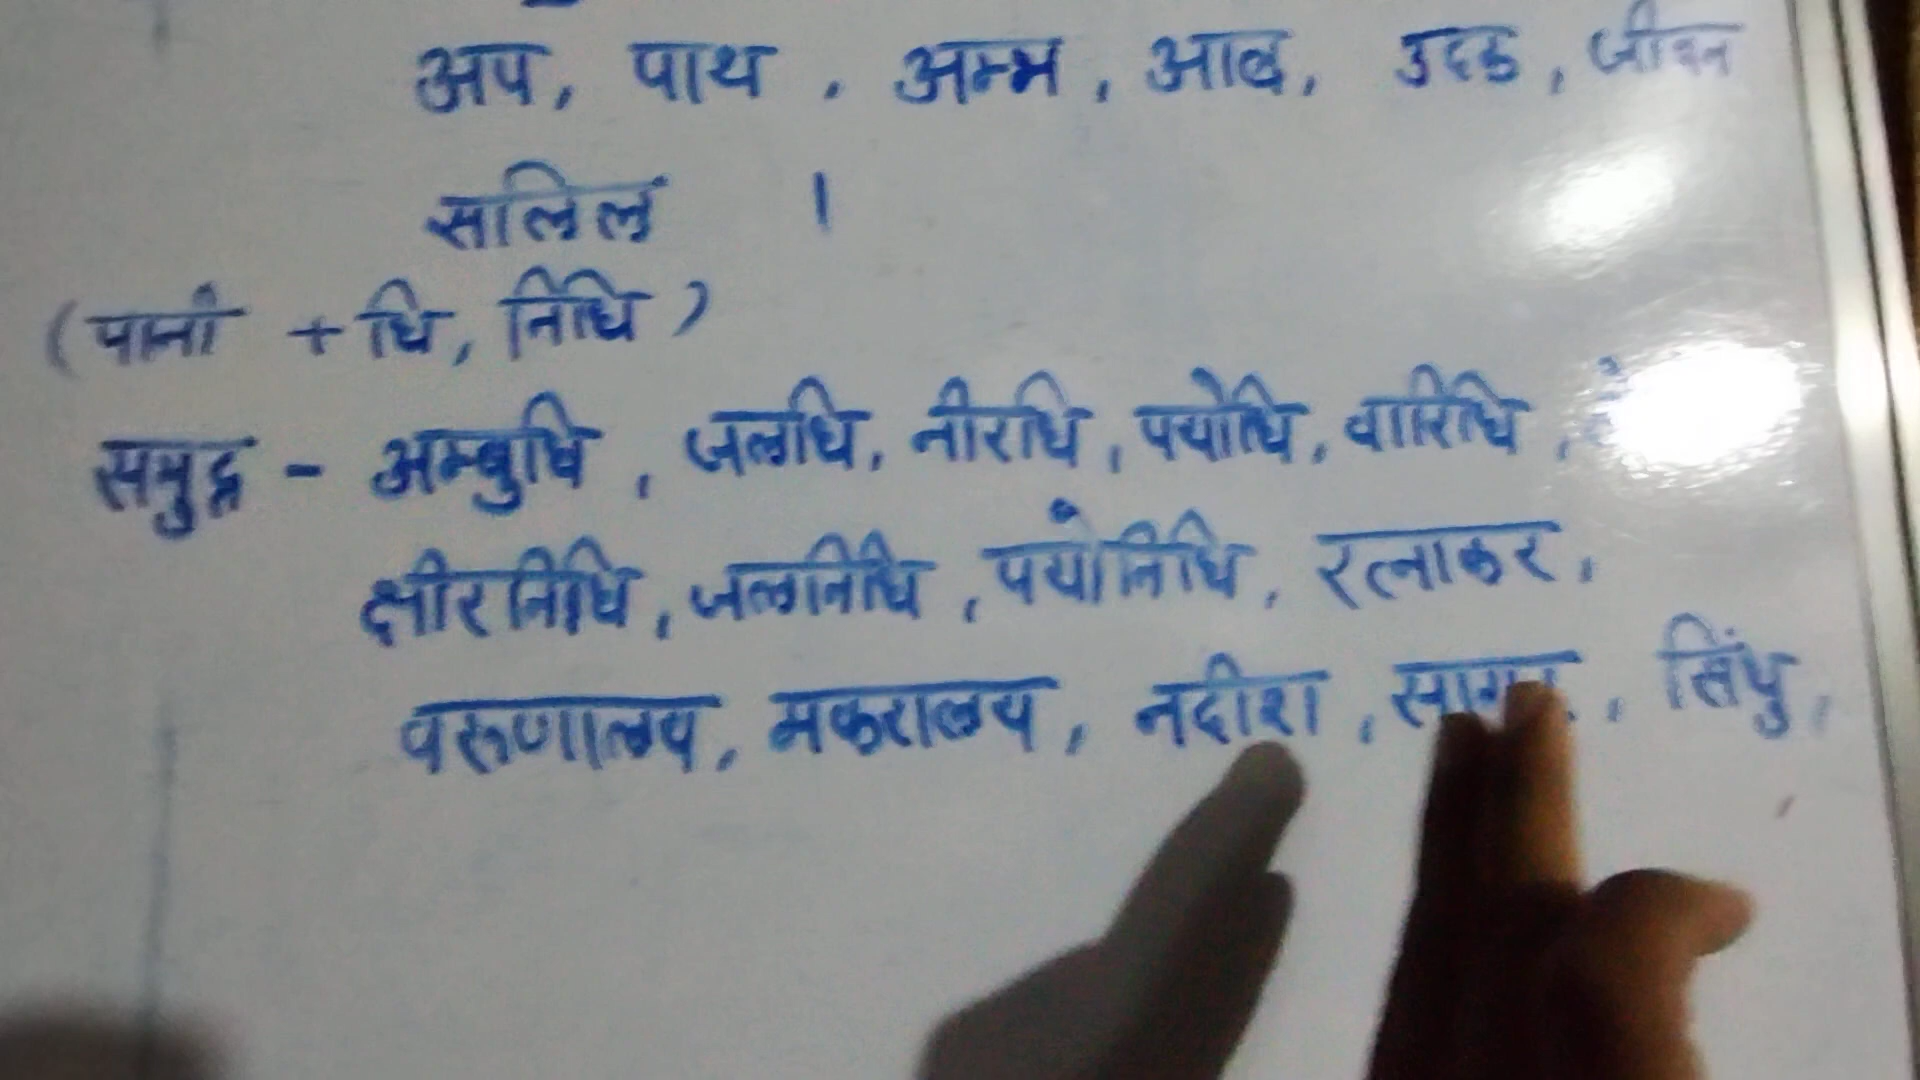 अप, पाथ, अम्भ, आब, उदक, जीवन
सलिल ।
(पानी + धि, निधि)
समुद्र - अम्बुधि, जलधि, नीरधि, पयोधि, वारिधि,
क्षीरनिधि, जलनिधि, पयोनिधि, रत्नाकर,
वरुणालय, मकरालय, नदीश, सागर, सिंधु,